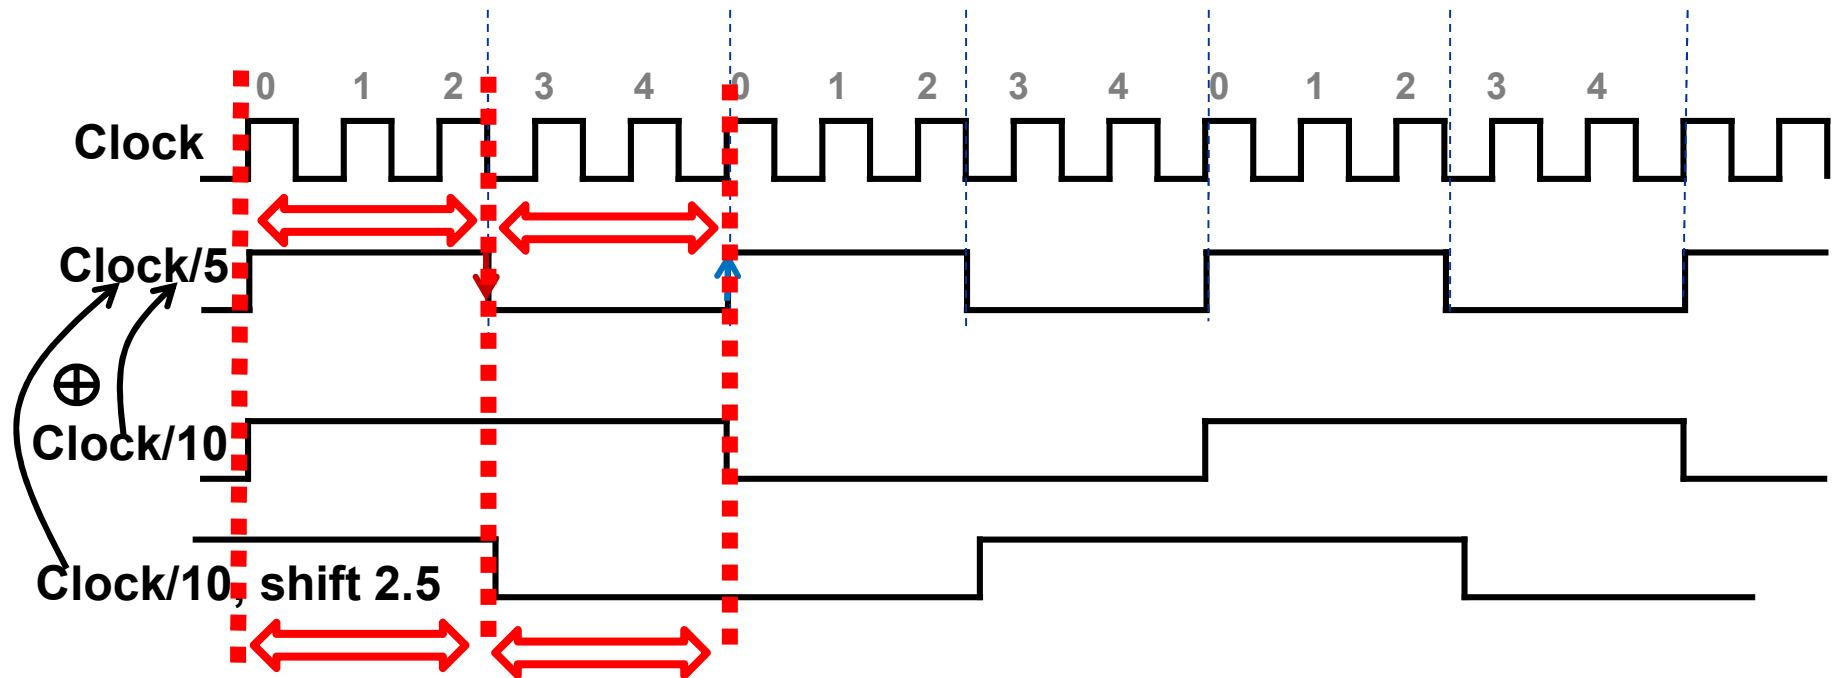 0 1 2 3 4 0 1 2 3 4 0 1 2 3 4
Clock
Clock/5
Clock/10
Clock/10, shift 2.5